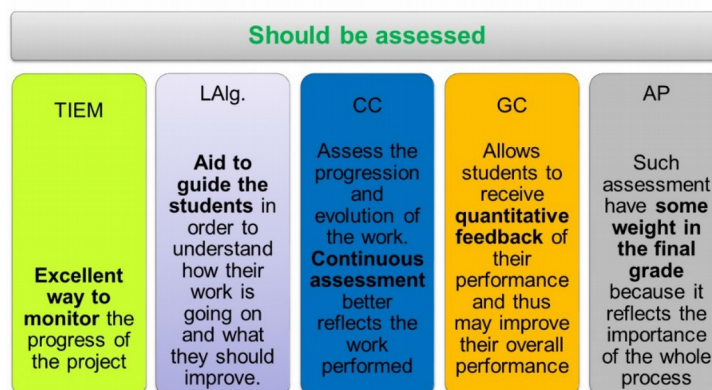 Should be assessed
TIEM
Excellent
way to
monitor the
progress of
the project
LAlg.
Aid to
guide the
students in
order to
understand
how their
work is
going on
and what
they should
improve.
CC
Assess the
progression
and
evolution of
the work.
Continuous
assessment
better
reflects the
work
performed
GC
Allows
students to
receive
quantitative
feedback of
their
performance
and thus
may improve
their overall
performance
AP
Such
assessment
have some
weight in
the final
grade
because it
reflects the
importance
of the whole
process